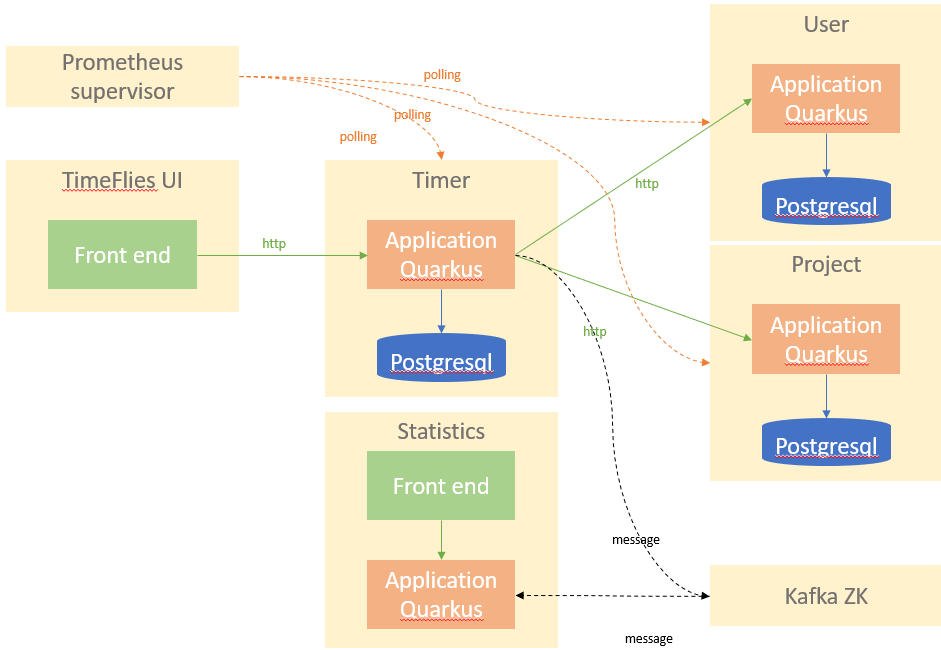 User
Prometheus
supervisor
polling
Application
Quarkus
polling
polling
TimeFlies UI
Timer
http
Postgresql
Front end
http
Application
Quarkus
Project
Application
Quarkus
http
Postgresql
Statistics
Postgresql
Front end
message
Application
Quarkus
Kafka ZK
message